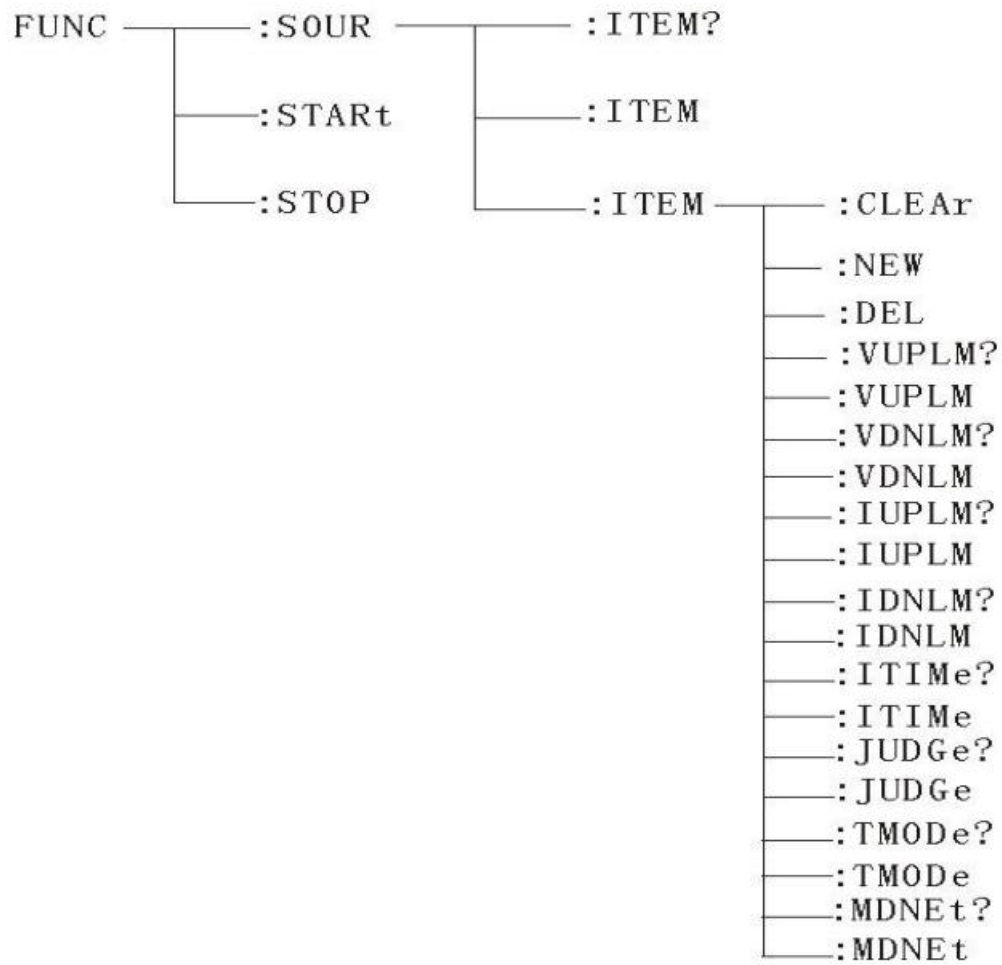 FUNC :SOUR :ITEM?
:STARt :ITEM
:STOP :ITEM :CLEAr
:NEW
:DEL
:VUPLM?
:VUPLM
:VDNLM?
:VDNLM
:IUPLM?
:IUPLM
:IDNLM?
:IDNLM
:ITIMe?
:ITIMe
:JUDGe?
:JUDGe
:TMODe?
:TMODe
:MDNEt?
:MDNEt